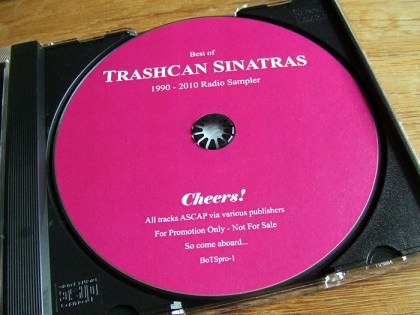 Best of
TRASHCAN SINATRAS
1990 - 2010 Radio Sampler
Cheers!
All tracks ASCAP via various publishers
For Promotion Only - Not For Sale
So come aboard...
BoTSpro-1